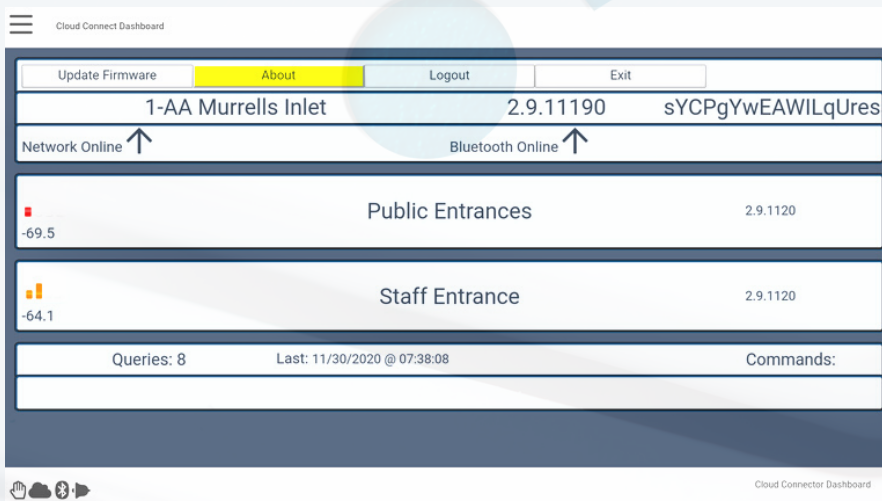 Cloud Connect Dashboard
Update Firmware About Logout Exit
1-AA Murrells Inlet 2.9.11190 sYCPgYwEAWILqUres
Network Online Bluetooth Online
Public Entrances 2.9.1120
-69.5
Staff Entrance 2.9.1120
-64.1
Queries: 8 Last: 11/30/2020 @ 07:38:08 Commands:
Cloud Connector Dashboard